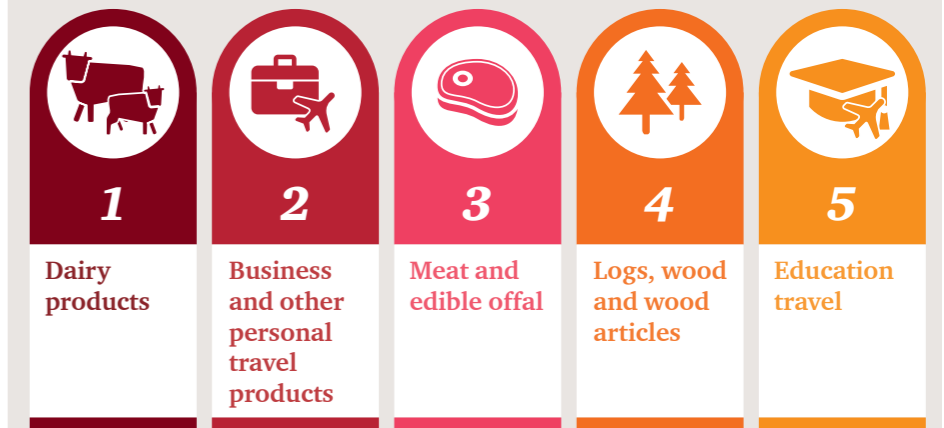 1
Dairy
products
2
Business
and other
personal
travel
products
3
Meat and
edible offal
4
Logs, wood
and wood
articles
5
Education
travel